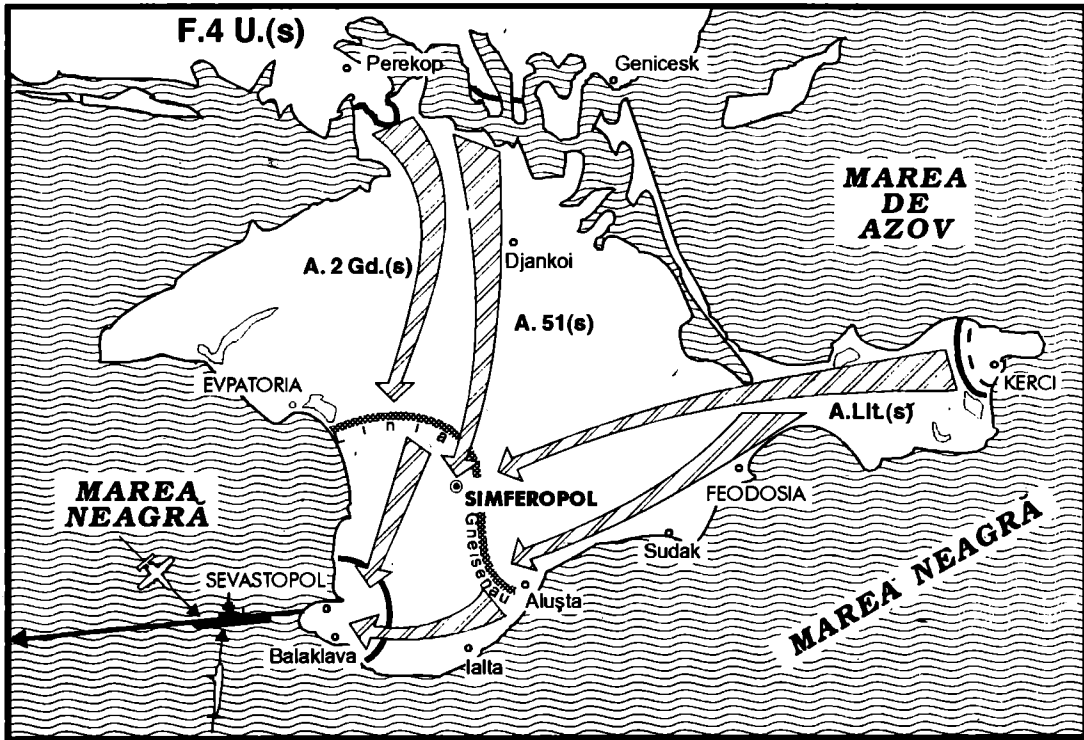 F.4 U.(s)
Perekop
Genicesk
MAREA
DE
AZOV
A. 2 Gd.(s)
Djankoi
A. 51(s)
EVPATORIA
KERCI
A.Lit.(s)
Linia
MAREA
NEAGRĂ
SIMFEROPOL
FEODOSIA
Gneisenau
Sudak
SEVASTOPOL
Aluşta
MAREA NEAGRĂ
Balaklava
Ialta